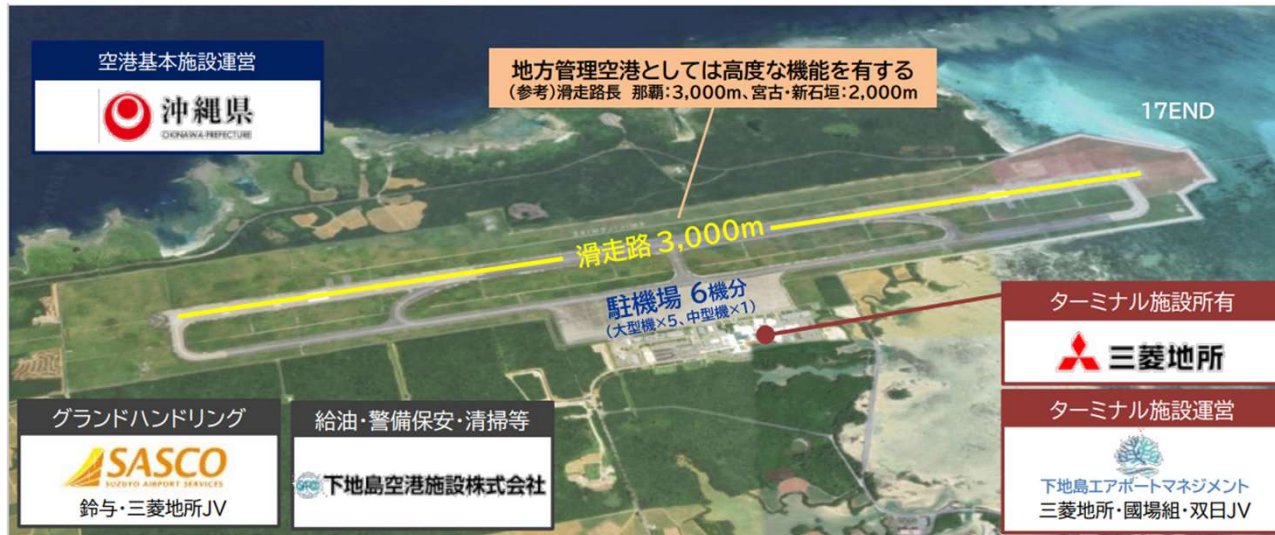 空港基本施設運営
沖縄県
OKINAWA PREFECTURE
地方管理空港としては高度な機能を有する
(参考)滑走路長 那覇:3,000m、宮古・新石垣:2,000m
17END
滑走路 3,000m
駐機場 6機分
(大型機×5、中型機×1)
ターミナル施設所有
三菱地所
ターミナル施設運営
下地島エアポートマネジメント
三菱地所・國場組・双日JV
グランドハンドリング
SASCO
SUZUYO AIRPORT SERVICES
鈴与・三菱地所JV
給油・警備保安・清掃等
下地島空港施設株式会社